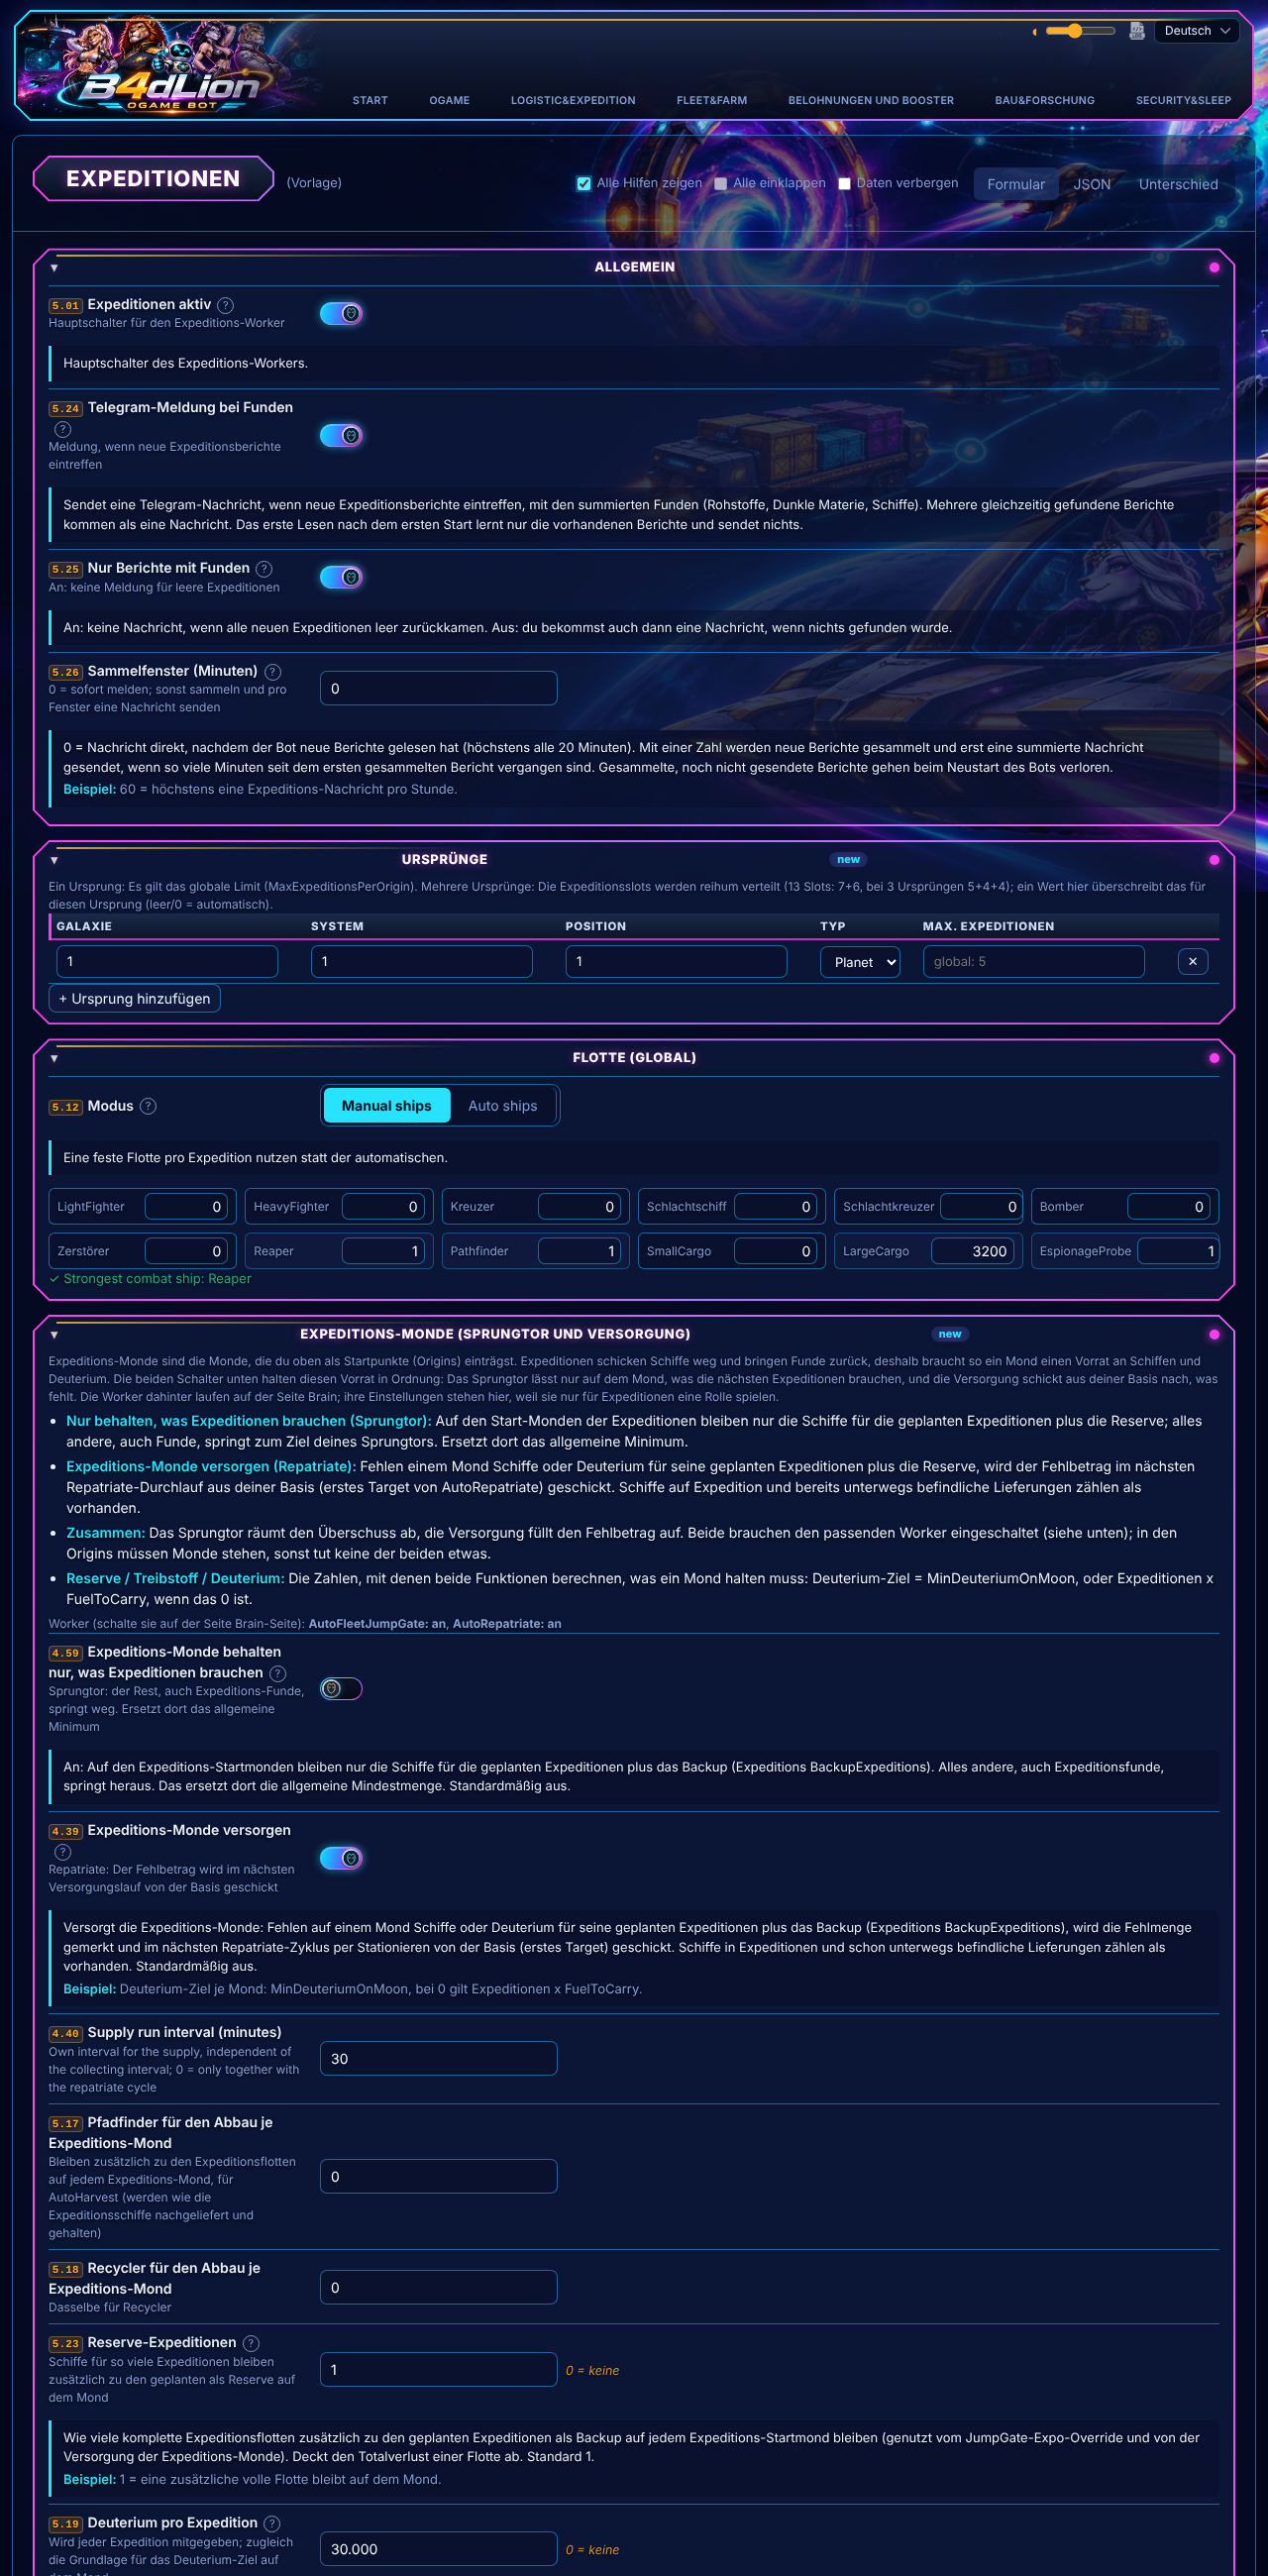 B4dLion
OGAME BOT
Deutsch
START
OGAME
LOGISTIC&EXPEDITION
FLEET&FARM
BELOHNUNGEN UND BOOSTER
BAU&FORSCHUNG
SECURITY&SLEEP
EXPEDITIONEN
(Vorlage)
Alle Hilfen zeigen
Alle einklappen
Daten verbergen
Formular
JSON
Unterschied
▼ ALLGEMEIN
5.01 Expeditionen aktiv ?
Hauptschalter für den Expeditions-Worker
Hauptschalter des Expeditions-Workers.
5.24 Telegram-Meldung bei Funden
?
Meldung, wenn neue Expeditionsberichte
eintreffen
Sendet eine Telegram-Nachricht, wenn neue Expeditionsberichte eintreffen, mit den summierten Funden (Rohstoffe, Dunkle Materie, Schiffe). Mehrere gleichzeitig gefundene Berichte
kommen als eine Nachricht. Das erste Lesen nach dem ersten Start lernt nur die vorhandenen Berichte und sendet nichts.
5.25 Nur Berichte mit Funden ?
An: keine Meldung für leere Expeditionen
An: keine Nachricht, wenn alle neuen Expeditionen leer zurückkamen. Aus: du bekommst auch dann eine Nachricht, wenn nichts gefunden wurde.
5.26 Sammelfenster (Minuten) ?
0 = sofort melden; sonst sammeln und pro
Fenster eine Nachricht senden
0
0 = Nachricht direkt, nachdem der Bot neue Berichte gelesen hat (höchstens alle 20 Minuten). Mit einer Zahl werden neue Berichte gesammelt und erst eine summierte Nachricht
gesendet, wenn so viele Minuten seit dem ersten gesammelten Bericht vergangen sind. Gesammelte, noch nicht gesendete Berichte gehen beim Neustart des Bots verloren.
Beispiel: 60 = höchstens eine Expeditions-Nachricht pro Stunde.
▼ URSPRÜNGE new
Ein Ursprung: Es gilt das globale Limit (MaxExpeditionsPerOrigin). Mehrere Ursprünge: Die Expeditionsslots werden reihum verteilt (13 Slots: 7+6, bei 3 Ursprüngen 5+4+4); ein Wert hier überschreibt das für
diesen Ursprung (leer/0 = automatisch).
GALAXIE SYSTEM POSITION TYP MAX. EXPEDITIONEN
1 1 1 Planet global: 5 ✕
+ Ursprung hinzufügen
▼ FLOTTE (GLOBAL)
5.12 Modus ?
Manual ships Auto ships
Eine feste Flotte pro Expedition nutzen statt der automatischen.
LightFighter 0 HeavyFighter 0 Kreuzer 0 Schlachtschiff 0 Schlachtkreuzer 0 Bomber 0
Zerstörer 0 Reaper 1 Pathfinder 1 SmallCargo 0 LargeCargo 3200 EspionageProbe 1
✓ Strongest combat ship: Reaper
▼ EXPEDITIONS-MONDE (SPRUNGTOR UND VERSORGUNG) new
Expeditions-Monde sind die Monde, die du oben als Startpunkte (Origins) einträgst. Expeditionen schicken Schiffe weg und bringen Funde zurück, deshalb braucht so ein Mond einen Vorrat an Schiffen und
Deuterium. Die beiden Schalter unten halten diesen Vorrat in Ordnung: Das Sprungtor lässt nur auf dem Mond, was die nächsten Expeditionen brauchen, und die Versorgung schickt aus deiner Basis nach, was
fehlt. Die Worker dahinter laufen auf der Seite Brain; ihre Einstellungen stehen hier, weil sie nur für Expeditionen eine Rolle spielen.
• Nur behalten, was Expeditionen brauchen (Sprungtor): Auf den Start-Monden der Expeditionen bleiben nur die Schiffe für die geplanten Expeditionen plus die Reserve; alles
andere, auch Funde, springt zum Ziel deines Sprungtors. Ersetzt dort das allgemeine Minimum.
• Expeditions-Monde versorgen (Repatriate): Fehlen einem Mond Schiffe oder Deuterium für seine geplanten Expeditionen plus die Reserve, wird der Fehlbetrag im nächsten
Repatriate-Durchlauf aus deiner Basis (erstes Target von AutoRepatriate) geschickt. Schiffe auf Expedition und bereits unterwegs befindliche Lieferungen zählen als
vorhanden.
• Zusammen: Das Sprungtor räumt den Überschuss ab, die Versorgung füllt den Fehlbetrag auf. Beide brauchen den passenden Worker eingeschaltet (siehe unten); in den
Origins müssen Monde stehen, sonst tut keine der beiden etwas.
• Reserve / Treibstoff / Deuterium: Die Zahlen, mit denen beide Funktionen berechnen, was ein Mond halten muss: Deuterium-Ziel = MinDeuteriumOnMoon, oder Expeditionen x
FuelToCarry, wenn das 0 ist.
Worker (schalte sie auf der Seite Brain-Seite): AutoFleetJumpGate: an, AutoRepatriate: an
4.59 Expeditions-Monde behalten
nur, was Expeditionen brauchen ?
Sprungtor: der Rest, auch Expeditions-Funde,
springt weg. Ersetzt dort das allgemeine
Minimum
An: Auf den Expeditions-Startmonden bleiben nur die Schiffe für die geplanten Expeditionen plus das Backup (Expeditions BackupExpeditions). Alles andere, auch Expeditionsfunde,
springt heraus. Das ersetzt dort die allgemeine Mindestmenge. Standardmäßig aus.
4.39 Expeditions-Monde versorgen
?
Repatriate: Der Fehlbetrag wird im nächsten
Versorgungslauf von der Basis geschickt
Versorgt die Expeditions-Monde: Fehlen auf einem Mond Schiffe oder Deuterium für seine geplanten Expeditionen plus das Backup (Expeditions BackupExpeditions), wird die Fehlmenge
gemerkt und im nächsten Repatriate-Zyklus per Stationieren von der Basis (erstes Target) geschickt. Schiffe in Expeditionen und schon unterwegs befindliche Lieferungen zählen als
vorhanden. Standardmäßig aus.
Beispiel: Deuterium-Ziel je Mond: MinDeuteriumOnMoon, bei 0 gilt Expeditionen x FuelToCarry.
4.40 Supply run interval (minutes)
Own interval for the supply, independent of
the collecting interval; 0 = only together with
the repatriate cycle
30
5.17 Pfadfinder für den Abbau je
Expeditions-Mond
Bleiben zusätzlich zu den Expeditionsflotten
auf jedem Expeditions-Mond, für
AutoHarvest (werden wie die
Expeditionsschiffe nachgeliefert und
gehalten)
0
5.18 Recycler für den Abbau je
Expeditions-Mond
Dasselbe für Recycler
0
5.23 Reserve-Expeditionen ?
Schiffe für so viele Expeditionen bleiben
zusätzlich zu den geplanten als Reserve auf
dem Mond
1 0 = keine
Wie viele komplette Expeditionsflotten zusätzlich zu den geplanten Expeditionen als Backup auf jedem Expeditions-Startmond bleiben (genutzt vom JumpGate-Expo-Override und von der
Versorgung der Expeditions-Monde). Deckt den Totalverlust einer Flotte ab. Standard 1.
Beispiel: 1 = eine zusätzliche volle Flotte bleibt auf dem Mond.
5.19 Deuterium pro Expedition ?
Wird jeder Expedition mitgegeben; zugleich
die Grundlage für das Deuterium-Ziel auf
30.000 0 = keine